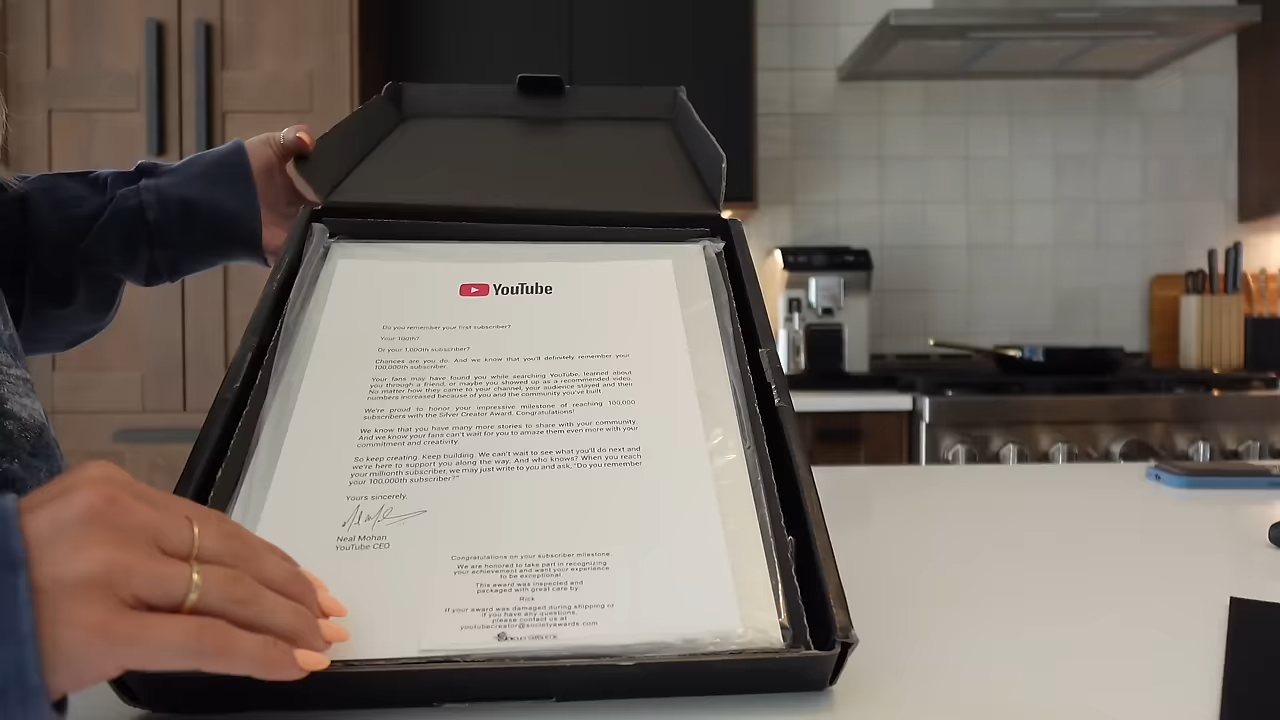 YouTube
Do you remember your first subscriber?
Your 100th?
Or your 1,000th subscriber?
Chances are you do. And we know that you'll definitely remember your
100,000th subscriber.
Your fans may have found you while searching YouTube, learned about
you through a friend, or maybe you showed up as a recommended video.
No matter how they came to your channel, your audience stayed and their
numbers increased because of you and the community you've built.
We're proud to honor your impressive milestone of reaching 100,000
subscribers with the Silver Creator Award. Congratulations!
We know that you have many more stories to share with your community.
And we know your fans can't wait for you to amaze them even more with your
commitment and creativity.
So keep creating. Keep building. We can't wait to see what you'll do next and
we're here to support you along the way. And who knows? When you reach
your millionth subscriber, we may just write to you and ask, "Do you remember
your 100,000th subscriber?"
Yours sincerely,
Neal Mohan
YouTube CEO
Congratulations on your subscriber milestone.
We are honored to take part in recognizing
your achievement and want your experience
to be exceptional.
This award was inspected and
packaged with great care by:
Rick
If your award was damaged during shipping or
if you have any questions,
please contact us at
youtubecreator@societyawards.com